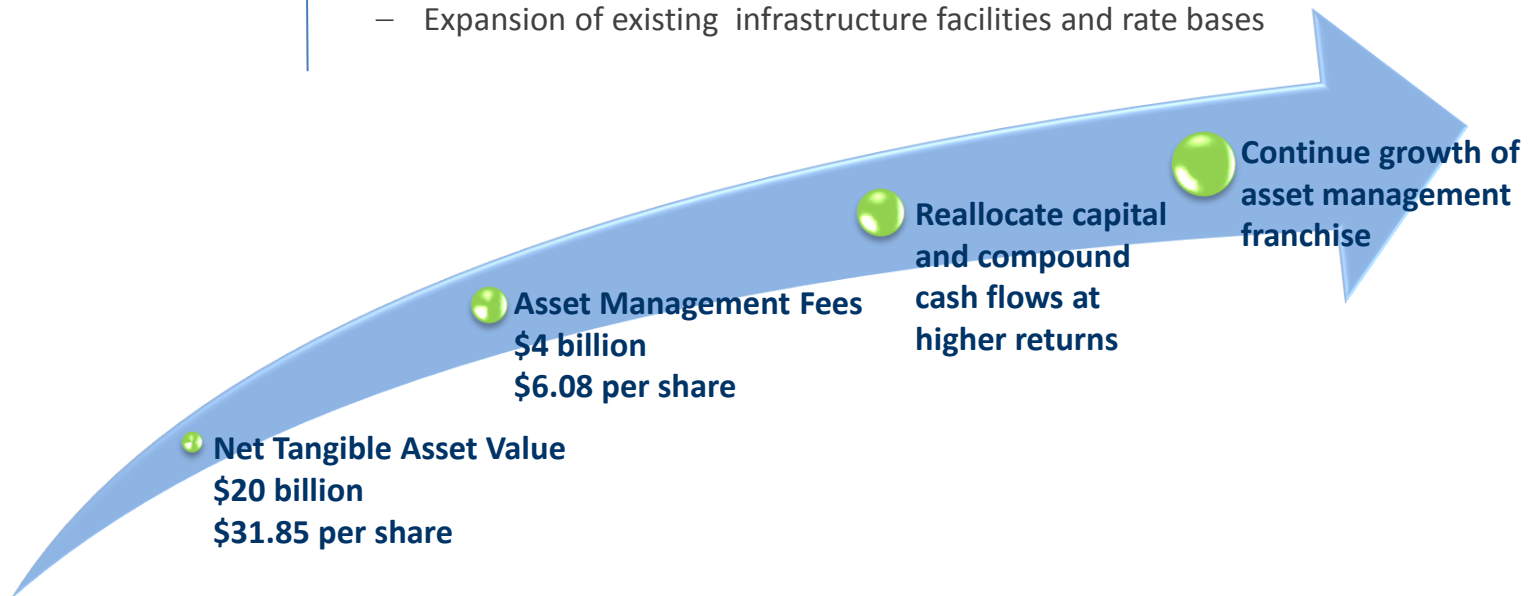 – Expansion of existing infrastructure facilities and rate bases
Net Tangible Asset Value
$20 billion
$31.85 per share
Asset Management Fees
$4 billion
$6.08 per share
Reallocate capital
and compound
cash flows at
higher returns
Continue growth of
asset management
franchise